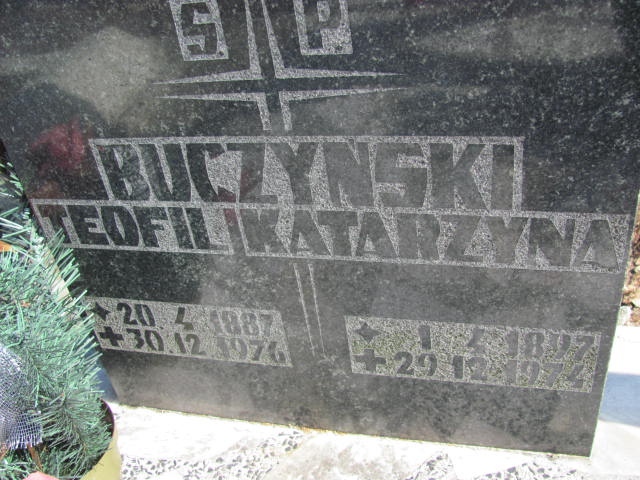 S. P.
BUCZYNSKI
TEOFIL KATARZYNA
20. 4 1887
+30.12 1976
1 4 1897
+29 12 1974